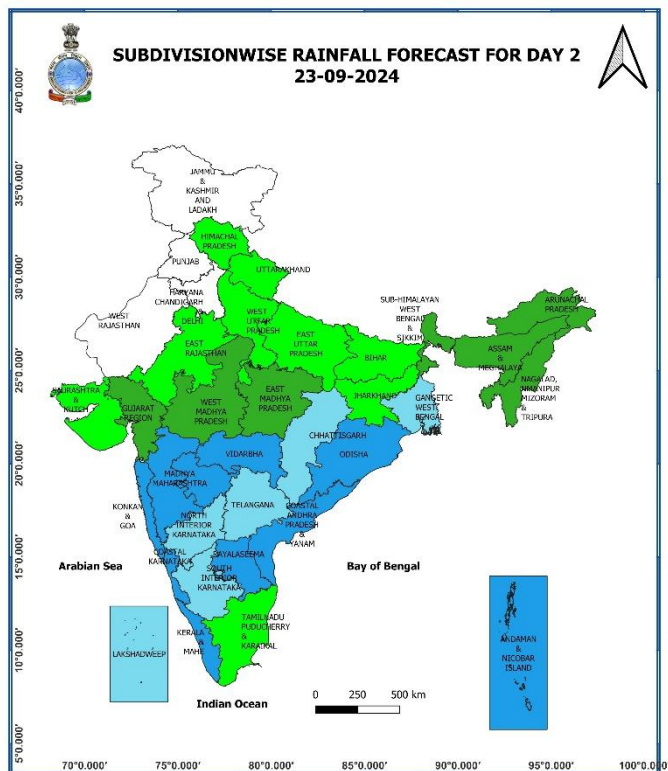 SUBDIVISIONWISE RAINFALL FORECAST FOR DAY 2
23-09-2024
40°0.000'
35°0.000'
30°0.000'
25°0.000'
20°0.000'
15°0.000'
10°0.000'
5°0.000'
JAMMU
&
KASHMIR
AND
LADAKH
HIMACHAL
PRADESH
PUNJAB
UTTARAKHAND
HARYANA
CHANDIGARH
DELHI
WEST
RAJASTHAN
WEST
UTTAR
PRADESH
EAST
RAJASTHAN
EAST
UTTAR
PRADESH
SUB-HIMALAYAN
WEST
BENGAL
&
SIKKIM
ARUNACHAL
PRADESH
ASSAM
&
MEGHALAYA
NAGALAD,
MANIPUR
MIZORAM
&
TRIPURA
BIHAR
SAURASHTRA
&
KUTCH
GUJARAT
REGION
WEST
MADHYA
PRADESH
EAST
MADHYA
PRADESH
JHARKHAND
GANGETIC
WEST
BENGAL
CHHATTISGARH
ODISHA
VIDARBHA
MADHYA
MAHARASHTRA
KONKAN
&
GOA
TELANGANA
NORTH
INTERIOR
KARNATAKA
COASTAL
ANDHRA
PRADESH
&
YANAM
COASTAL
KARNATAKA
RAYALASEEMA
SOUTH
INTERIOR
KARNATAKA
Arabian Sea
Bay of Bengal
KERALA
&
MAHE
TAMILNADU
PUDUCHERRY
&
KARAIKAL
LAKSHADWEEP
ANDAMAN
&
NICOBAR
ISLAND
Indian Ocean
0 250 500 km
70°0.000' 75°0.000' 80°0.000' 85°0.000' 90°0.000' 95°0.000'